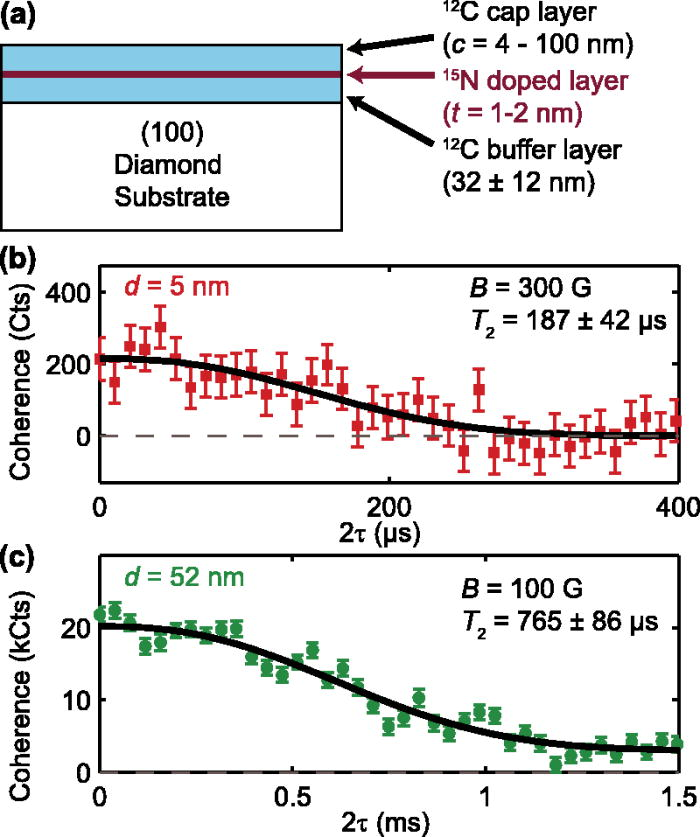 (a)
¹²C cap layer
(c = 4 - 100 nm)
¹⁵N doped layer
(t = 1-2 nm)
¹²C buffer layer
(32 ± 12 nm)
(100)
Diamond
Substrate
(b)
Coherence (Cts)
400
200
0
d = 5 nm
B = 300 G
T₂ = 187 ± 42 µs
0
200
400
2τ (µs)
(c)
Coherence (kCts)
20
10
0
d = 52 nm
B = 100 G
T₂ = 765 ± 86 µs
0
0.5
1
1.5
2τ (ms)